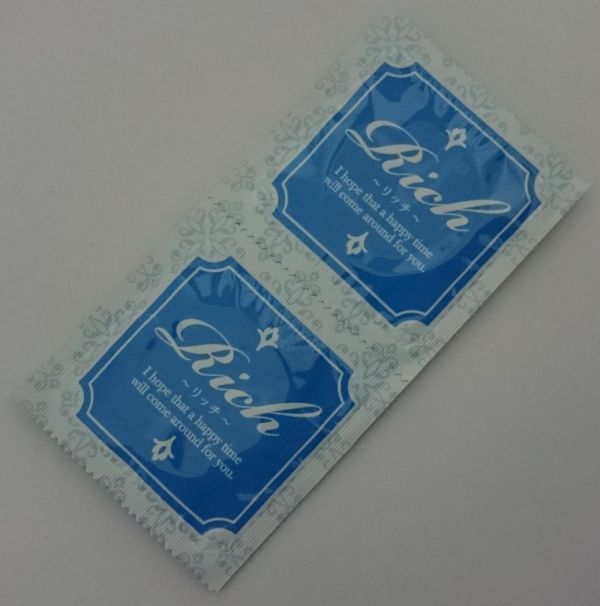 Rich
~リッチ~
I hope that a happy time
will come around for you.
Rich
~リッチ~
I hope that a happy time
will come around for you.